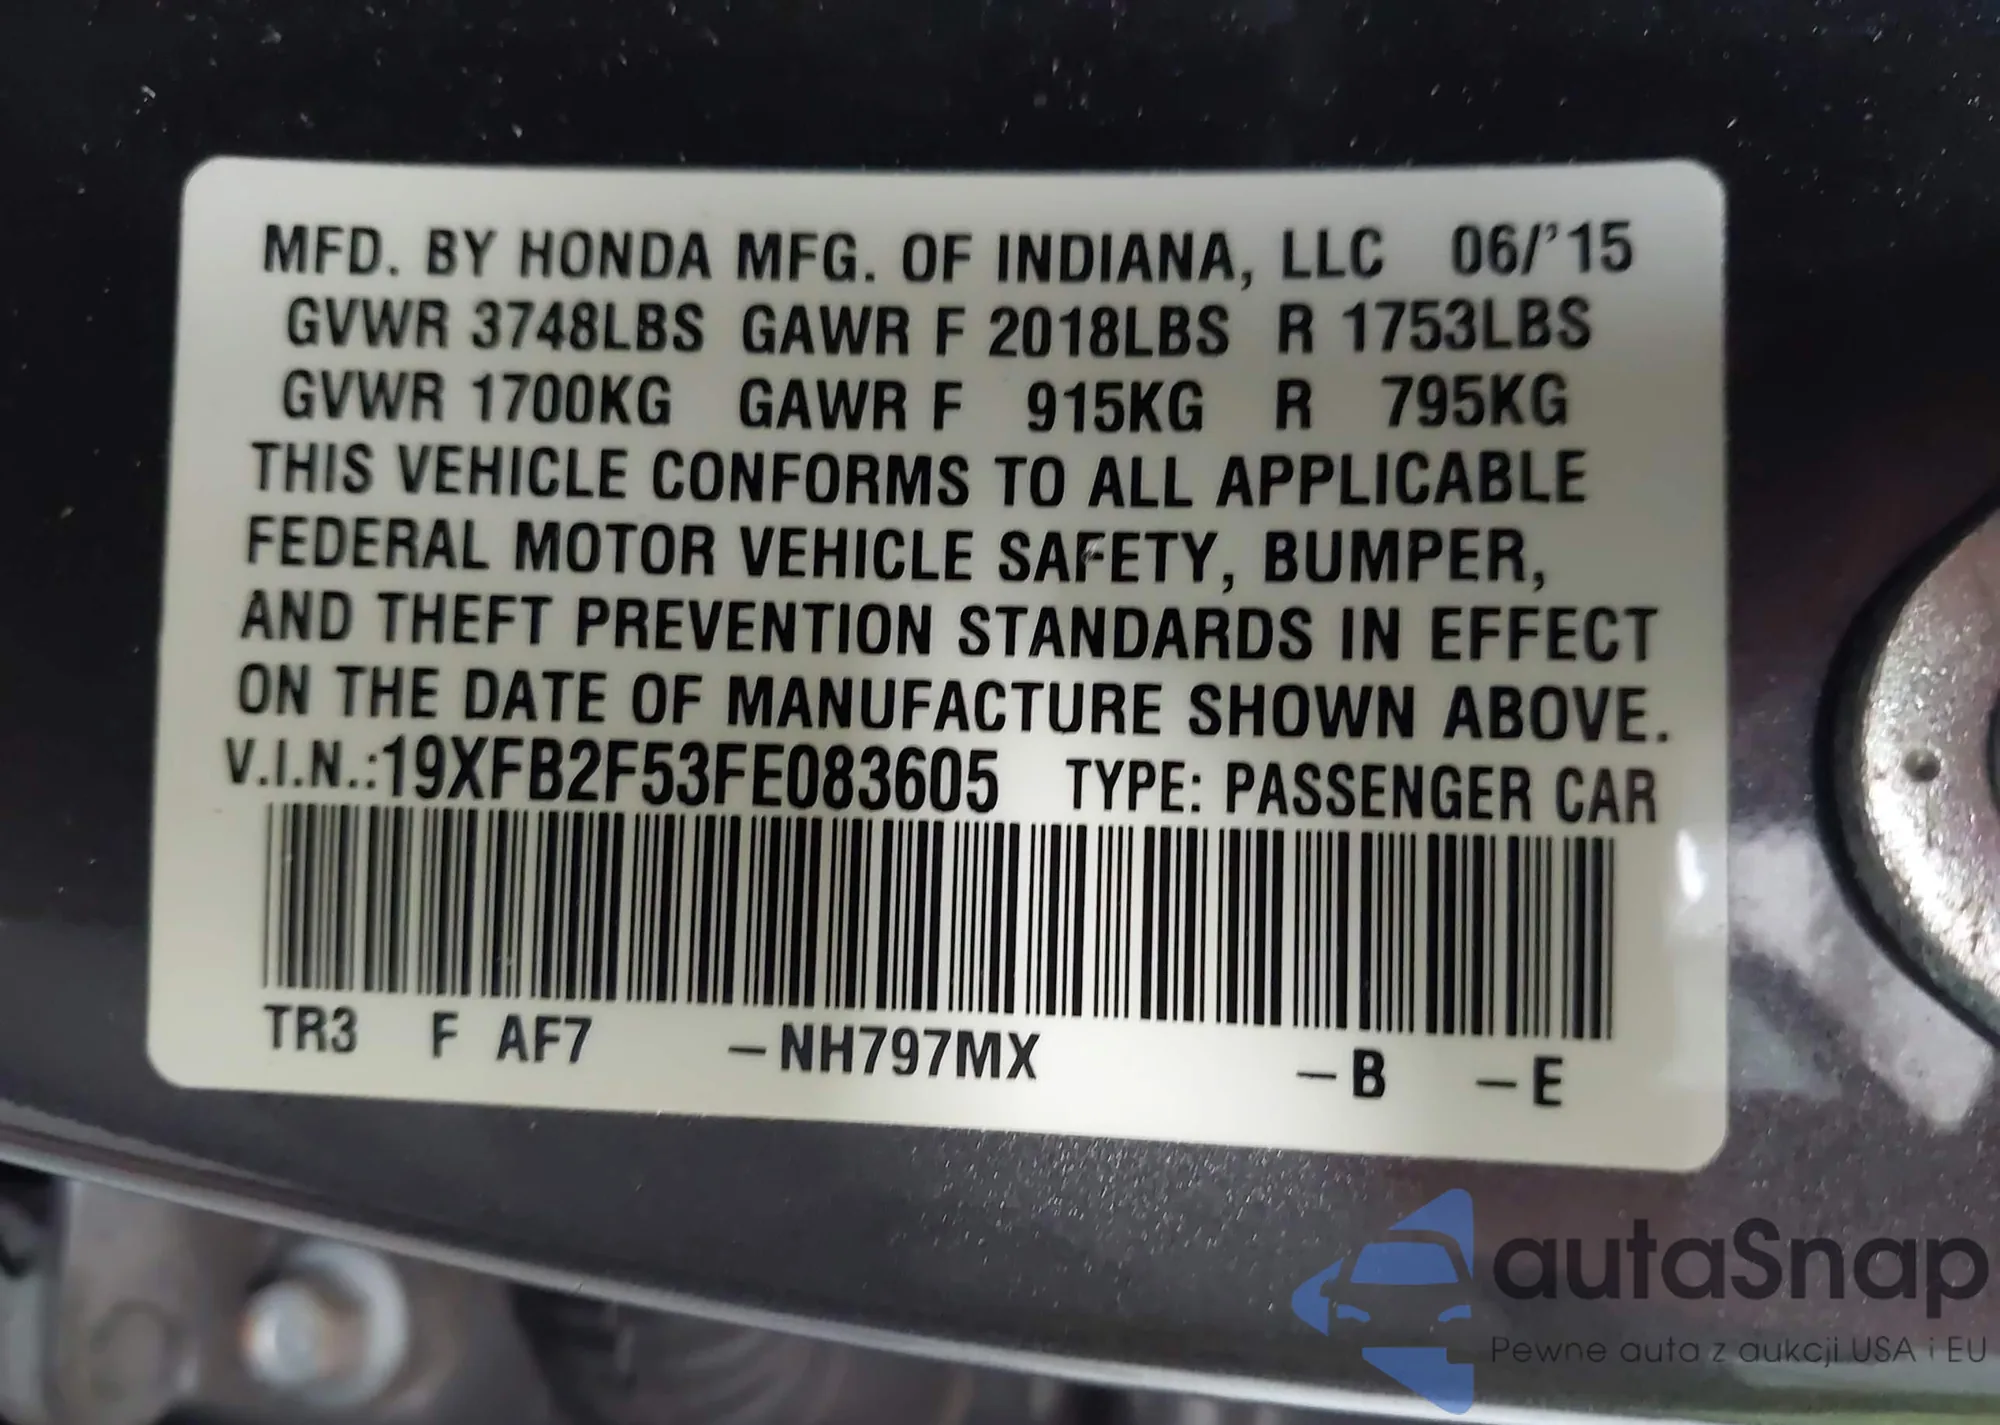 MFD. BY HONDA MFG. OF INDIANA, LLC 06/'15
GVWR 3748LBS GAWR F 2018LBS R 1753LBS
GVWR 1700KG GAWR F 915KG R 795KG
THIS VEHICLE CONFORMS TO ALL APPLICABLE
FEDERAL MOTOR VEHICLE SAFETY, BUMPER,
AND THEFT PREVENTION STANDARDS IN EFFECT
ON THE DATE OF MANUFACTURE SHOWN ABOVE.
V.I.N.:19XFB2F53FE083605 TYPE: PASSENGER CAR
TR3 F AF7 -NH797MX -B -E
autaSnap
Pewne auta z aukcji USA i EU